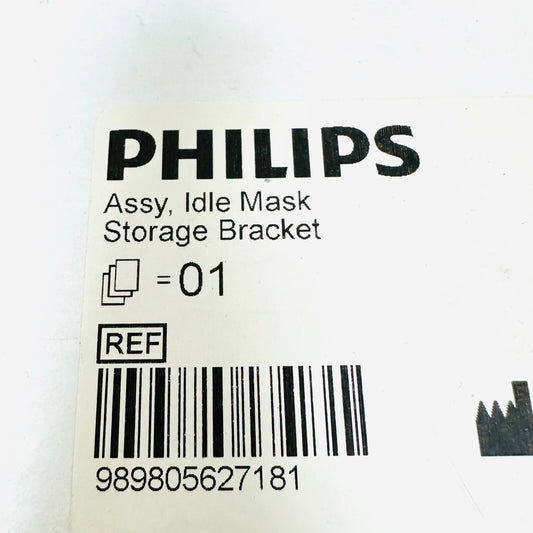 PHILIPS
Assy, Idle Mask
Storage Bracket
= 01
REF
989805627181